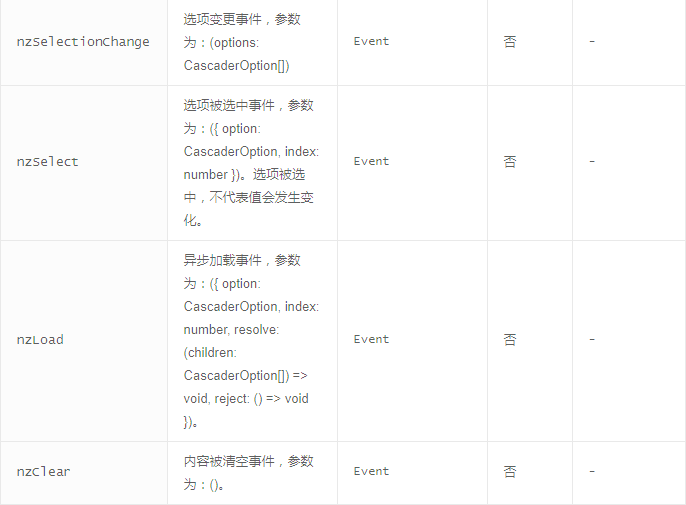 选项变更事件，参数
nzSelectionChange 为：(options: Event 否 -
CascaderOption[])
选项被选中事件，参数
为：({ option:
CascaderOption, index:
nzSelect number })。选项被选 Event 否 -
中，不代表值会发生变
化。
异步加载事件，参数
为：({ option:
CascaderOption, index:
nzLoad number, resolve: Event 否 -
(children:
CascaderOption[]) =>
void, reject: () => void
})。
内容被清空事件，参数
nzClear Event 否 -
为：()。